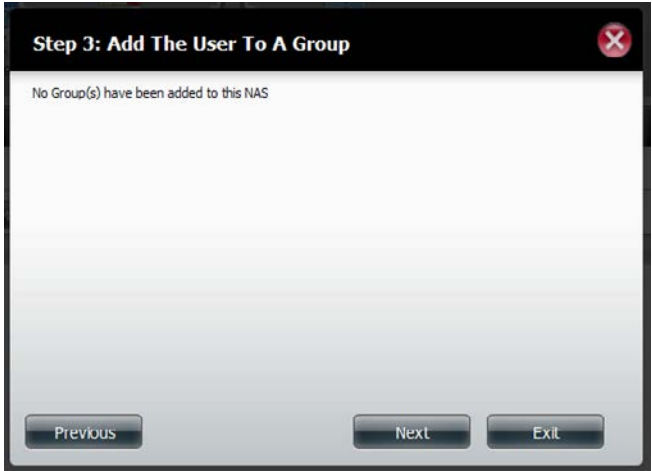 Step 3: Add The User To A Group
No Group(s) have been added to this NAS
Previous
Next
Exit